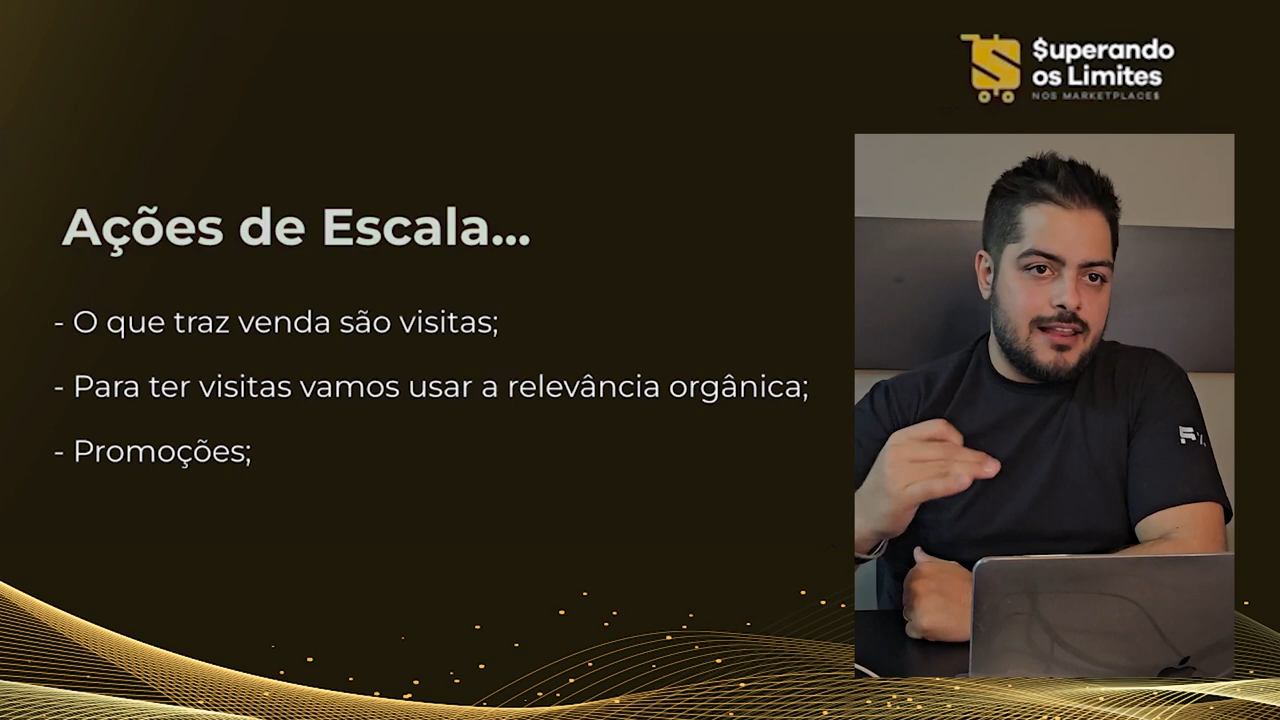 $uperando
os Limites
NOS MARKETPLACE$
Ações de Escala...
- O que traz venda são visitas;
- Para ter visitas vamos usar a relevância orgânica;
- Promoções;